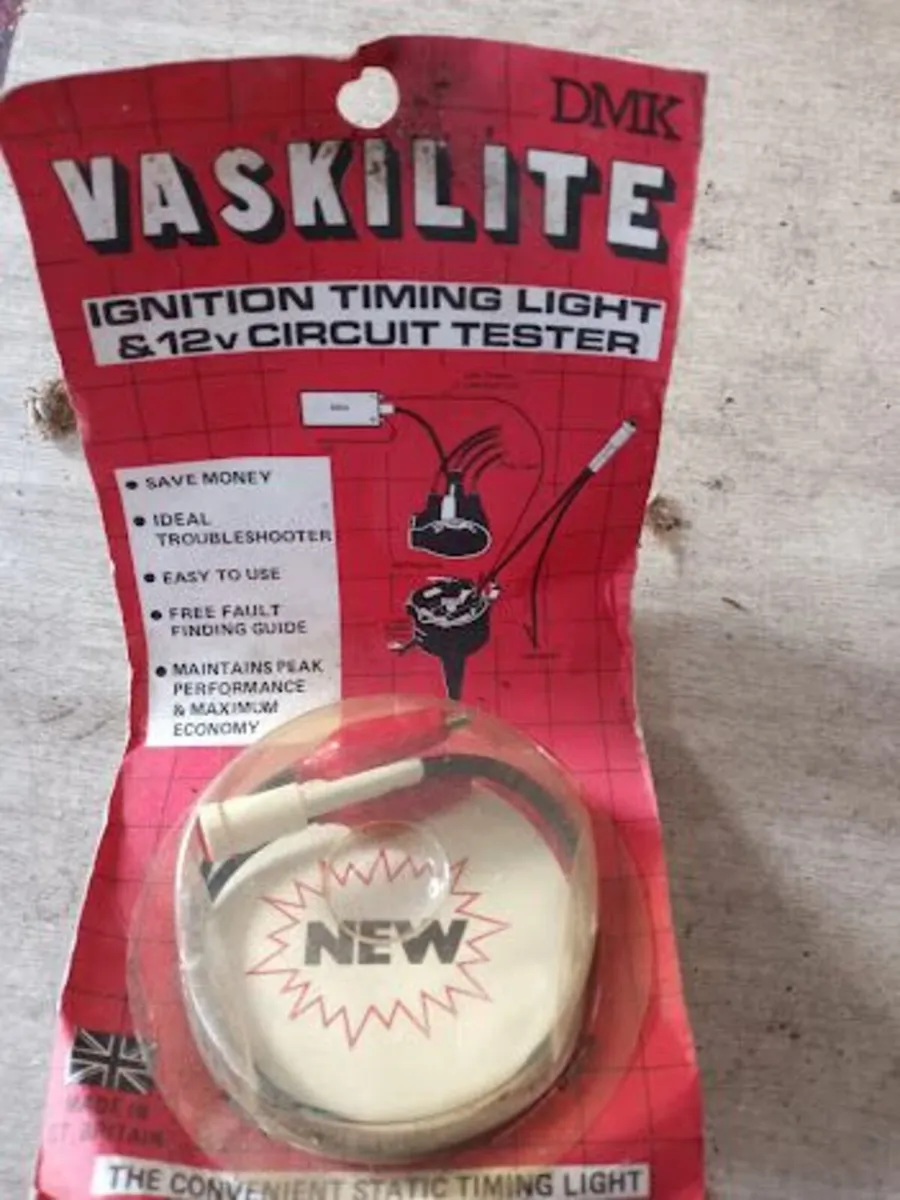 DMK
VASKILITE
IGNITION TIMING LIGHT
& 12v CIRCUIT TESTER
• SAVE MONEY
• IDEAL
TROUBLESHOOTER
• EASY TO USE
• FREE FAULT
FINDING GUIDE
• MAINTAINS PEAK
PERFORMANCE
& MAXIMUM
ECONOMY
NEW
MADE IN
GT. BRITAIN
THE CONVENIENT STATIC TIMING LIGHT